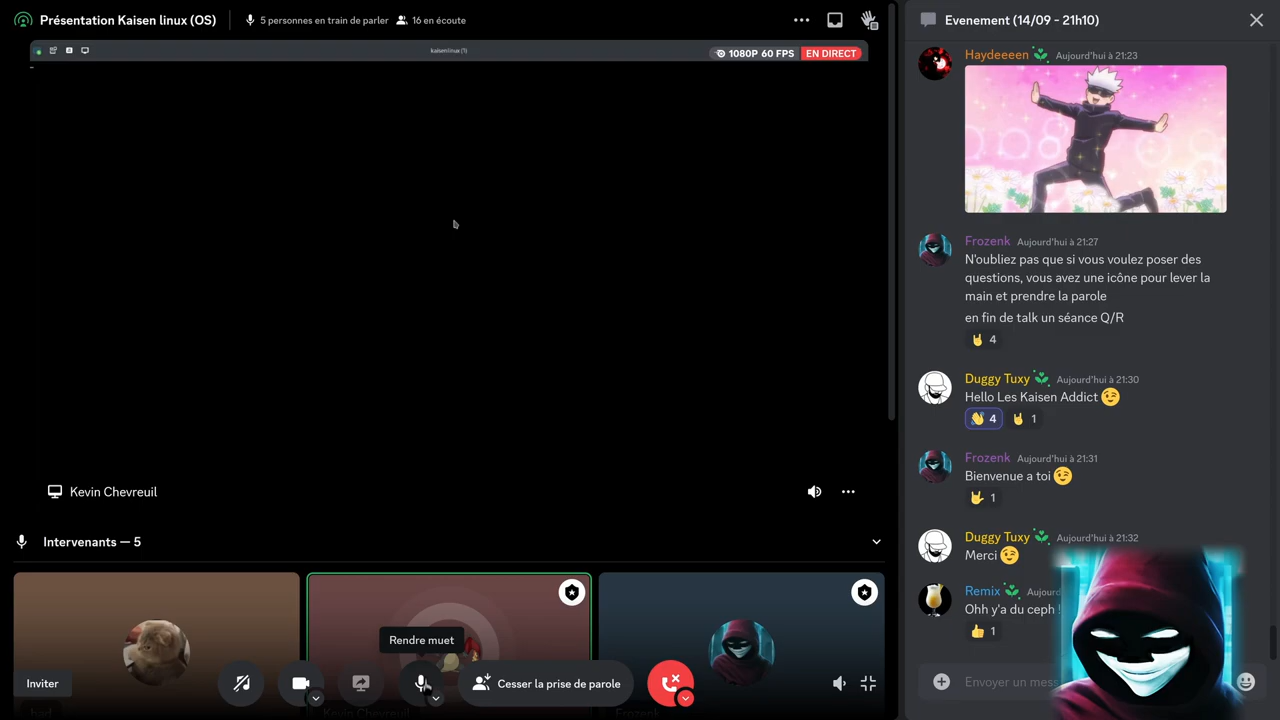 Présentation Kaisen linux (OS)
5 personnes en train de parler
16 en écoute
kaisenlinux (1)
1080P 60 FPS
EN DIRECT
Kevin Chevreuil
Intervenants — 5
Rendre muet
Inviter
Cesser la prise de parole
Kevin Chevreuil
Frozenk
Evenement (14/09 - 21h10)
Haydeeeen
Aujourd'hui à 21:23
Frozenk Aujourd'hui à 21:27
N'oubliez pas que si vous voulez poser des
questions, vous avez une icône pour lever la
main et prendre la parole
en fin de talk un séance Q/R
4
Duggy Tuxy Aujourd'hui à 21:30
Hello Les Kaisen Addict
4 1
Frozenk Aujourd'hui à 21:31
Bienvenue a toi
1
Duggy Tuxy Aujourd'hui à 21:32
Merci
Remix Aujourd
Ohh y'a du ceph !
1
Envoyer un mess